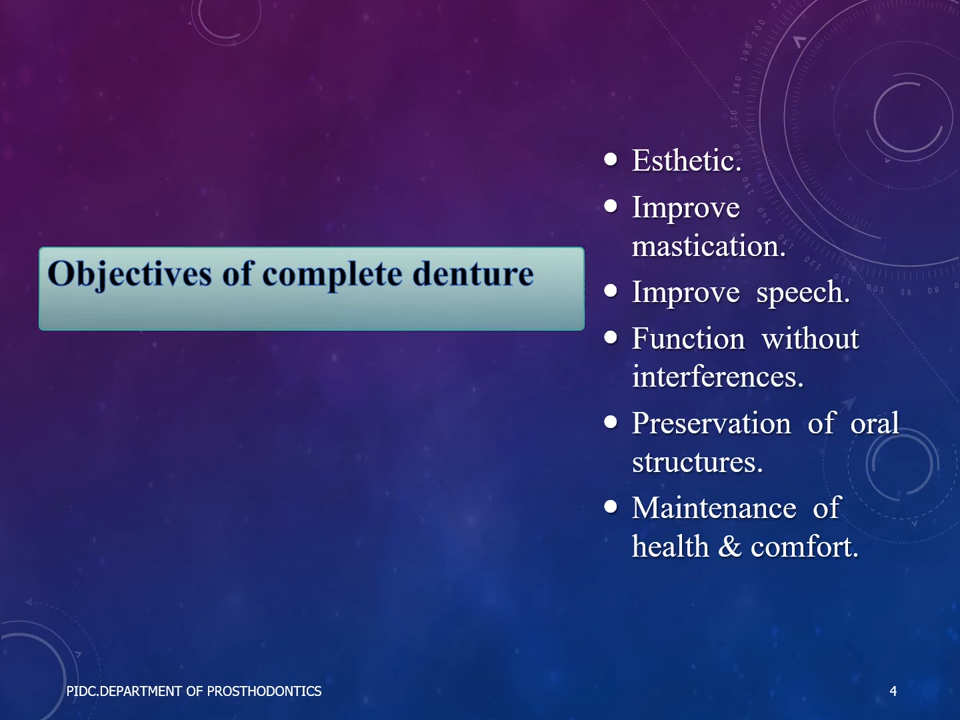 Objectives of complete denture
• Esthetic.
• Improve
mastication.
• Improve speech.
• Function without
interferences.
• Preservation of oral
structures.
• Maintenance of
health & comfort.
PIDC.DEPARTMENT OF PROSTHODONTICS
4